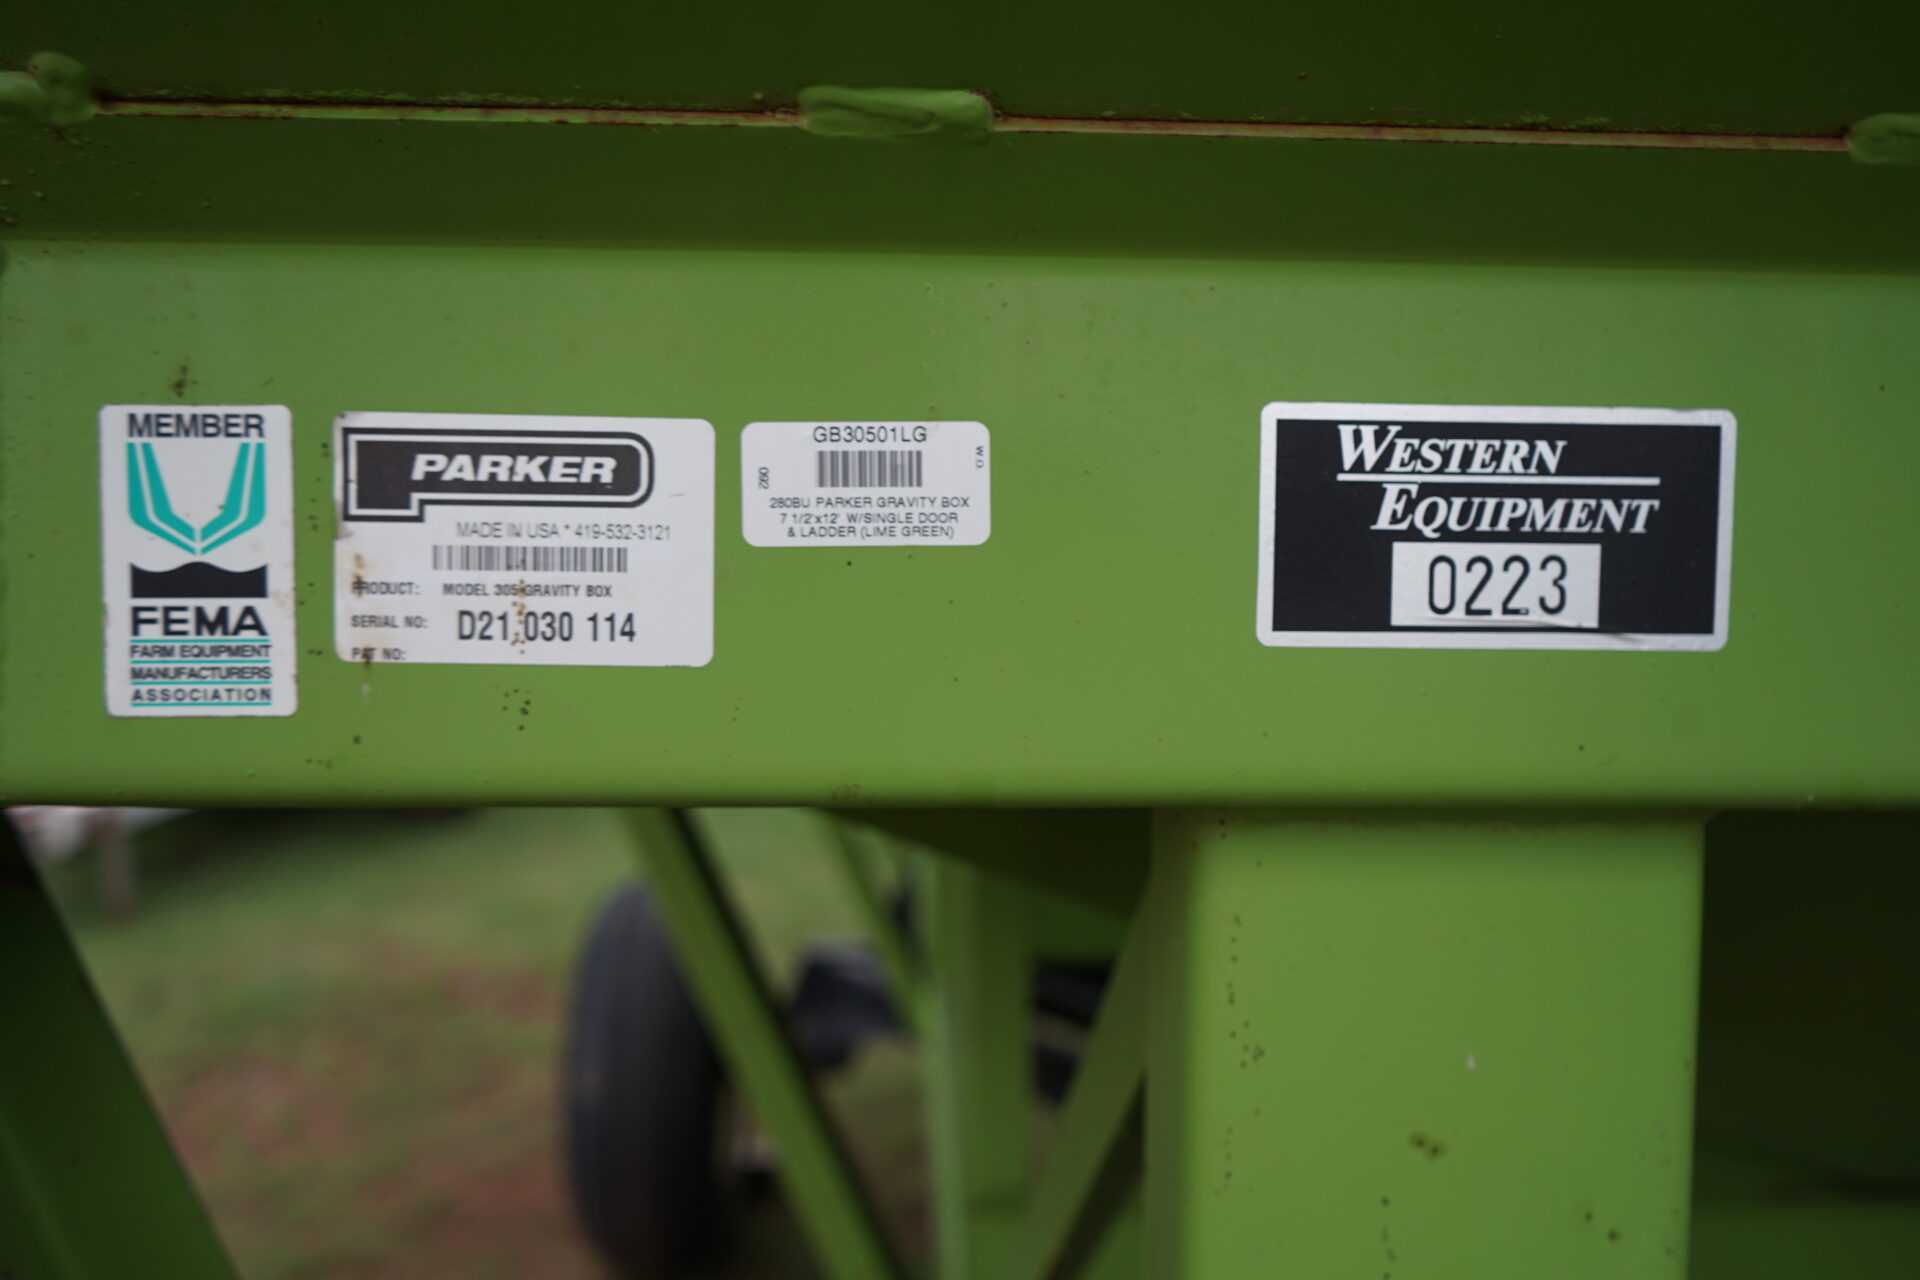 MEMBER
FEMA
FARM EQUIPMENT
MANUFACTURERS
ASSOCIATION
PARKER
MADE IN USA * 419-532-3121
PRODUCT: MODEL 305 GRAVITY BOX
SERIAL NO: D21 030 114
PAT NO:
GB30501LG
W.O.
092
280BU PARKER GRAVITY BOX
7 1/2'x12' W/SINGLE DOOR
& LADDER (LIME GREEN)
WESTERN
EQUIPMENT
0223